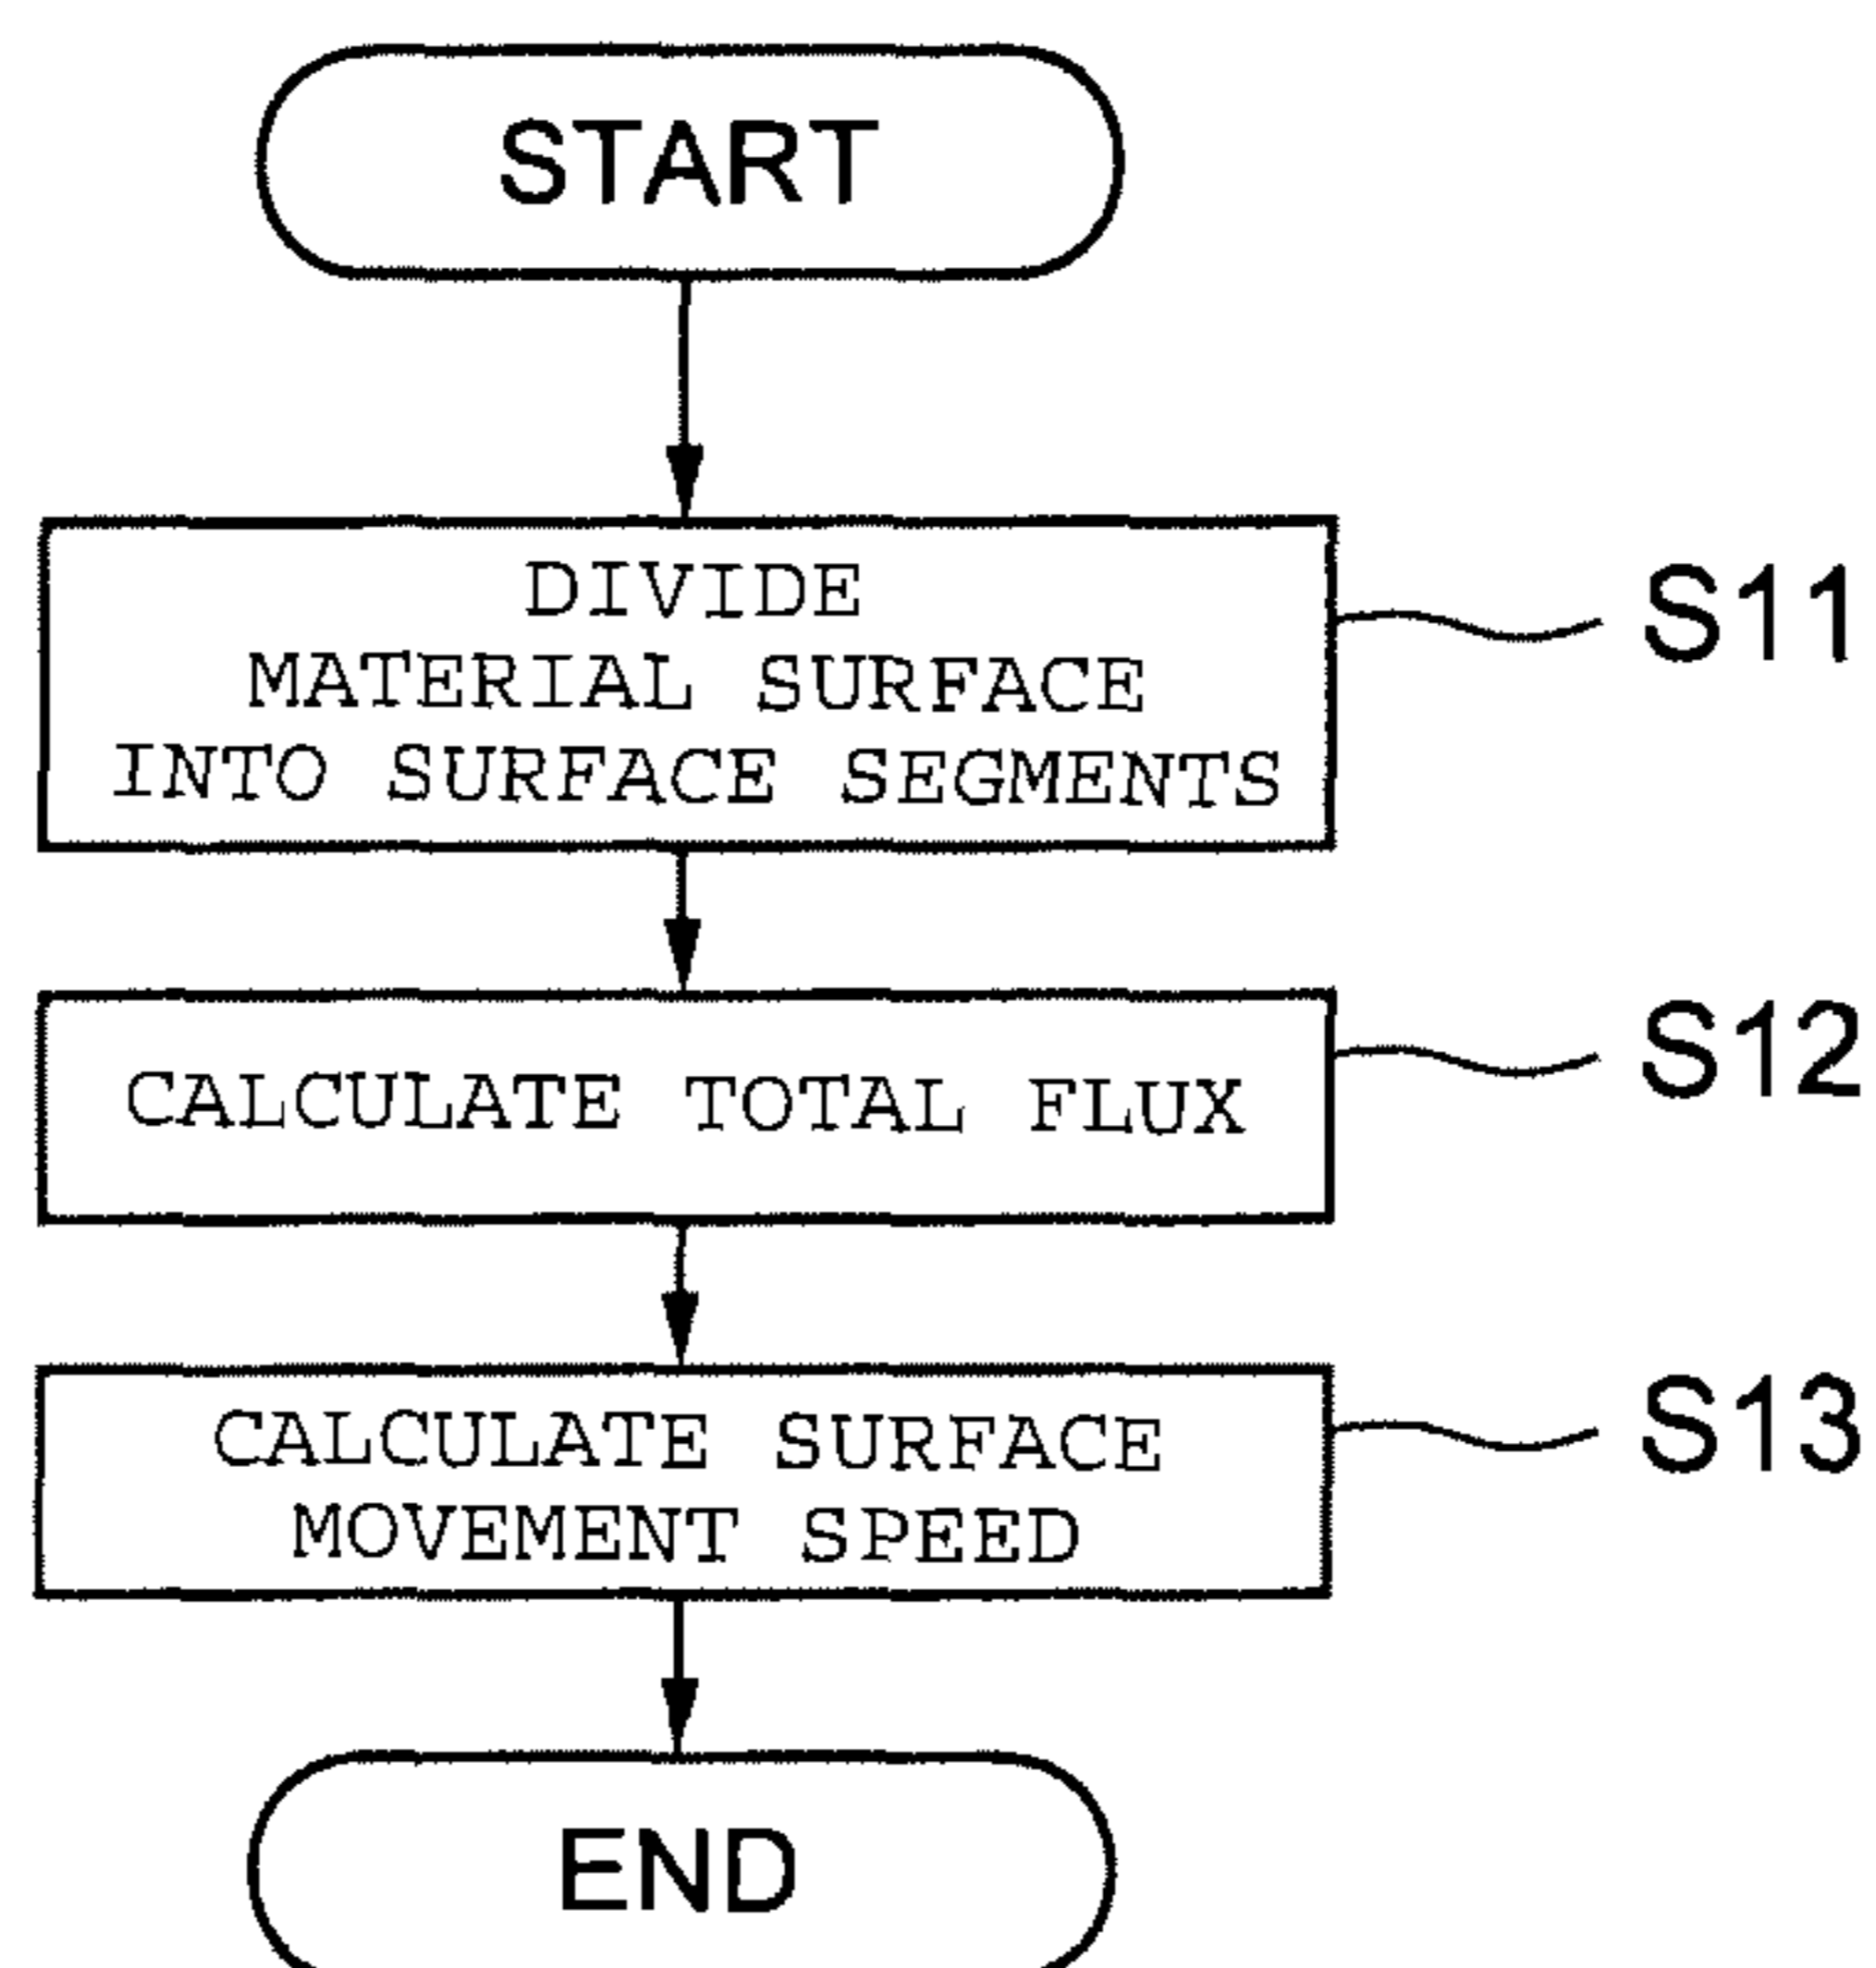 START
DIVIDE
MATERIAL SURFACE
INTO SURFACE SEGMENTS
S11
CALCULATE TOTAL FLUX
S12
CALCULATE SURFACE
MOVEMENT SPEED
S13
END